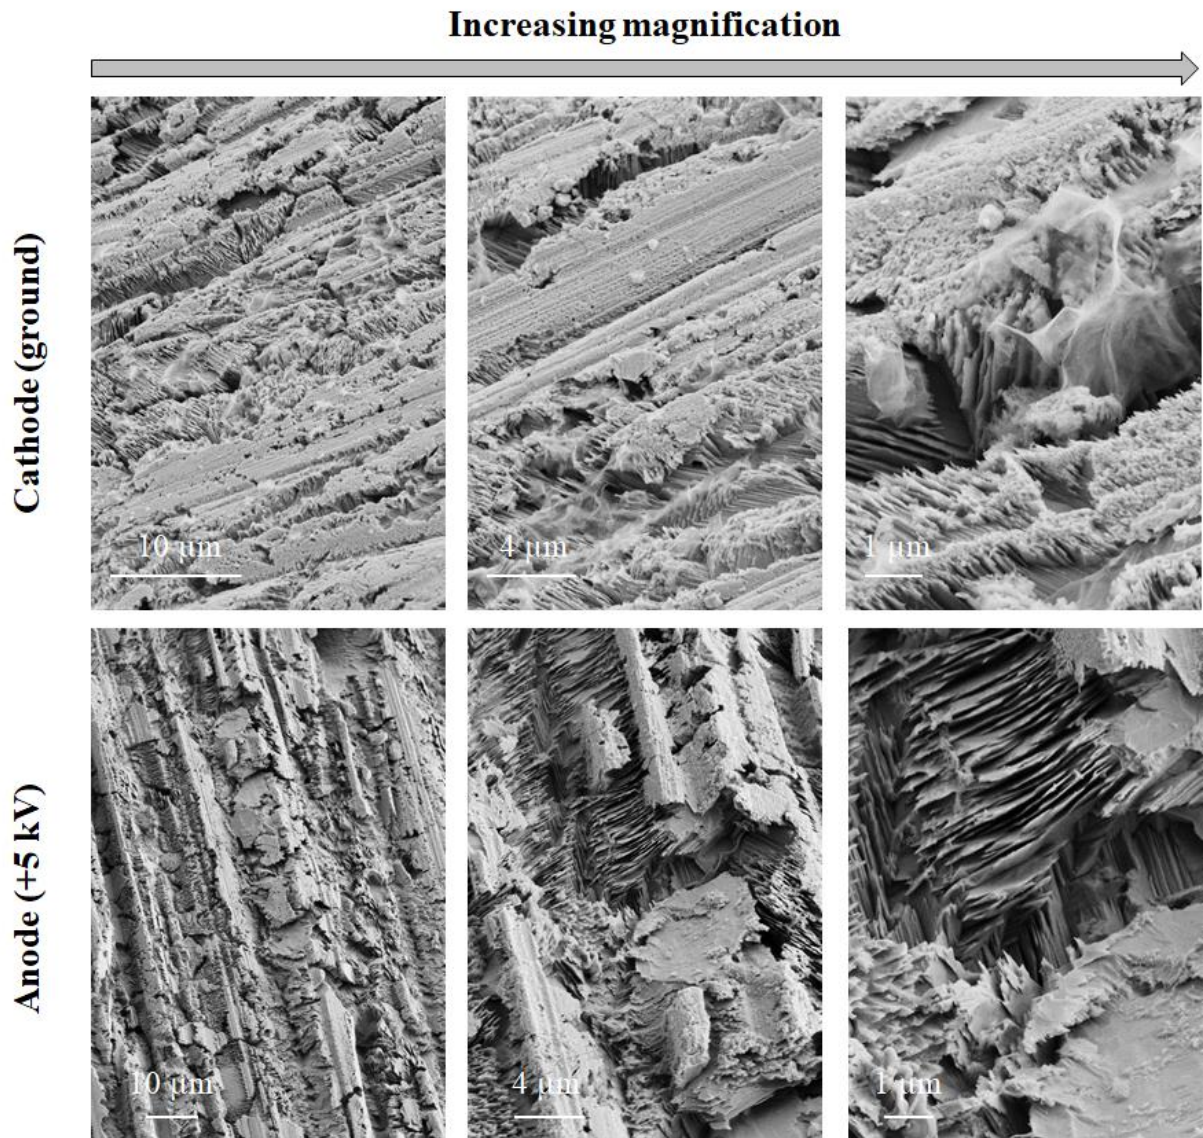 Increasing magnification
Cathode (ground)
10 µm
4 µm
1 µm
Anode (+5 kV)
10 µm
4 µm
1 µm